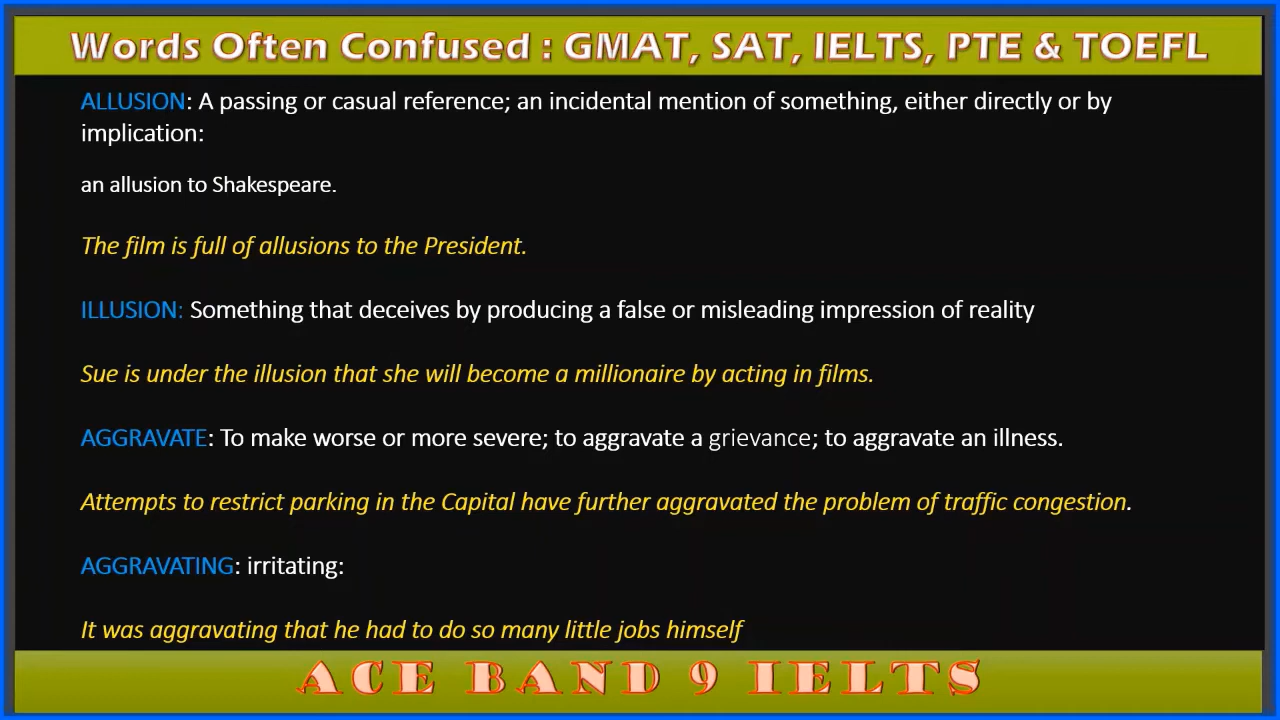 Words Often Confused : GMAT, SAT, IELTS, PTE & TOEFL
ALLUSION: A passing or casual reference; an incidental mention of something, either directly or by
implication:
an allusion to Shakespeare.
The film is full of allusions to the President.
ILLUSION: Something that deceives by producing a false or misleading impression of reality
Sue is under the illusion that she will become a millionaire by acting in films.
AGGRAVATE: To make worse or more severe; to aggravate a grievance; to aggravate an illness.
Attempts to restrict parking in the Capital have further aggravated the problem of traffic congestion.
AGGRAVATING: irritating:
It was aggravating that he had to do so many little jobs himself
ACE BAND 9 IELTS